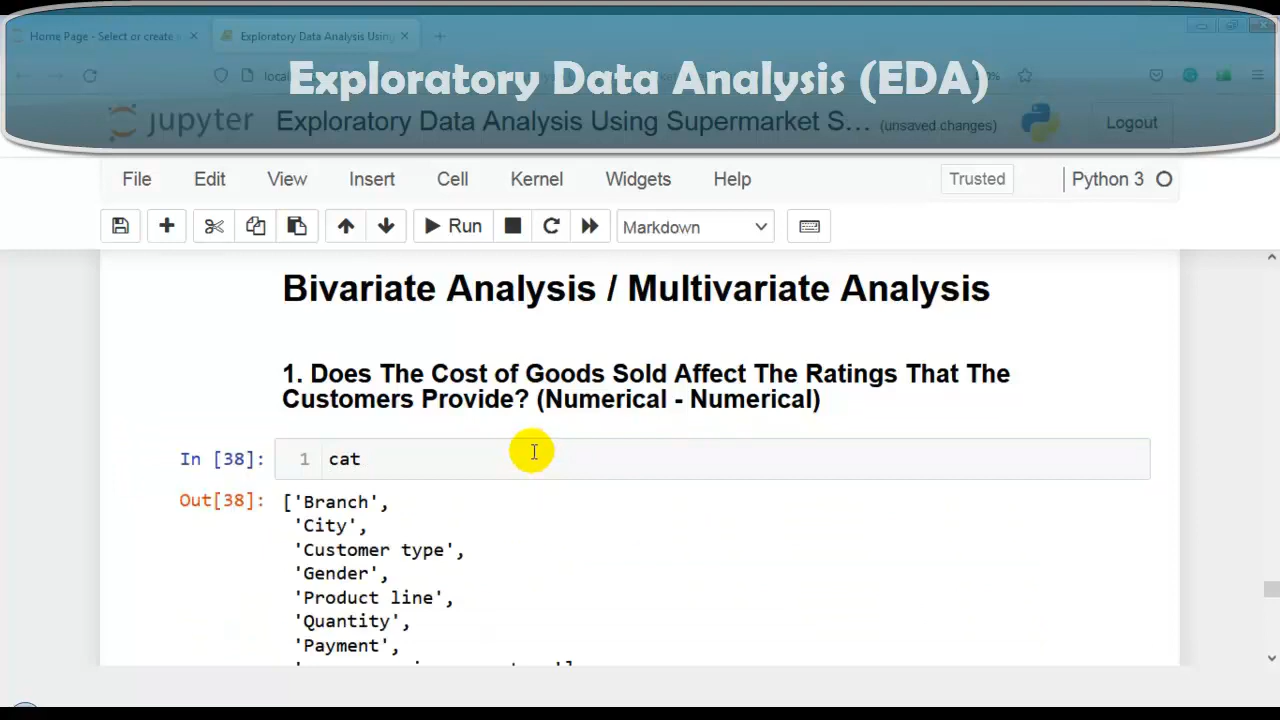 Home Page - Select or create
Exploratory Data Analysis Using
Exploratory Data Analysis (EDA)
jupyter Exploratory Data Analysis Using Supermarket S... (unsaved changes) Logout
File Edit View Insert Cell Kernel Widgets Help Trusted Python 3
Run Markdown
Bivariate Analysis / Multivariate Analysis
1. Does The Cost of Goods Sold Affect The Ratings That The
Customers Provide? (Numerical - Numerical)
In [38]: 1 cat
Out[38]: ['Branch',
'City',
'Customer type',
'Gender',
'Product line',
'Quantity',
'Payment',